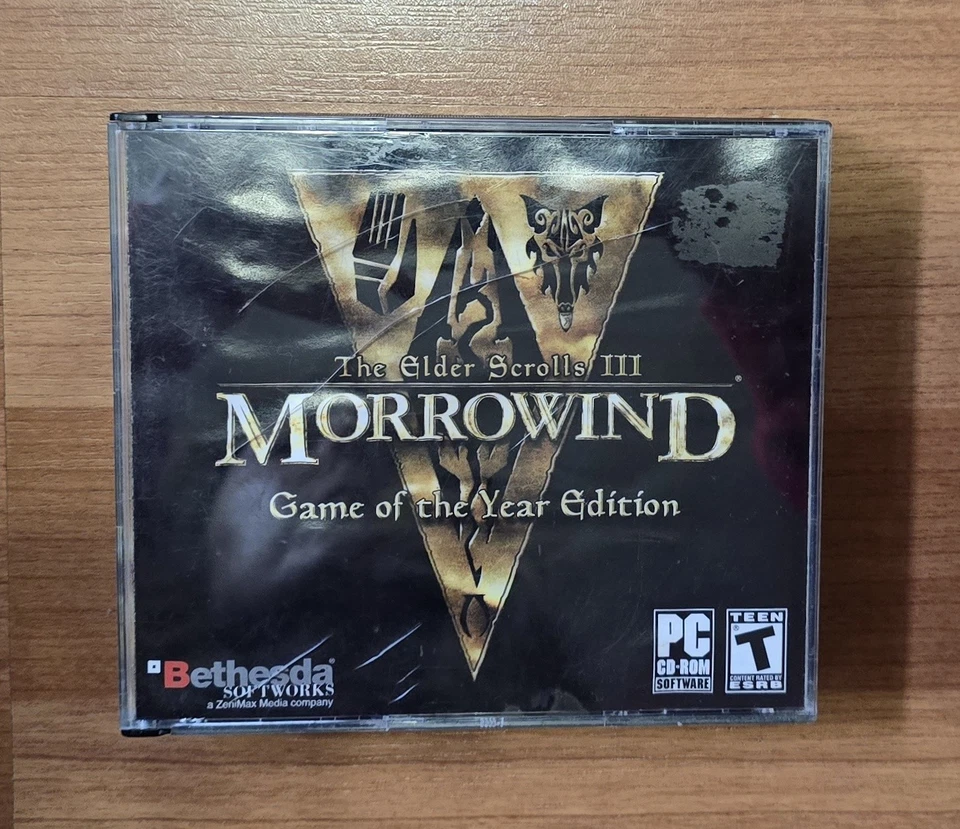 The Elder Scrolls III
MORROWIND®
Game of the Year Edition
Bethesda®
SOFTWORKS
a ZeniMax Media company
PC
CD-ROM
SOFTWARE
TEEN
T
®
CONTENT RATED BY
ESRB